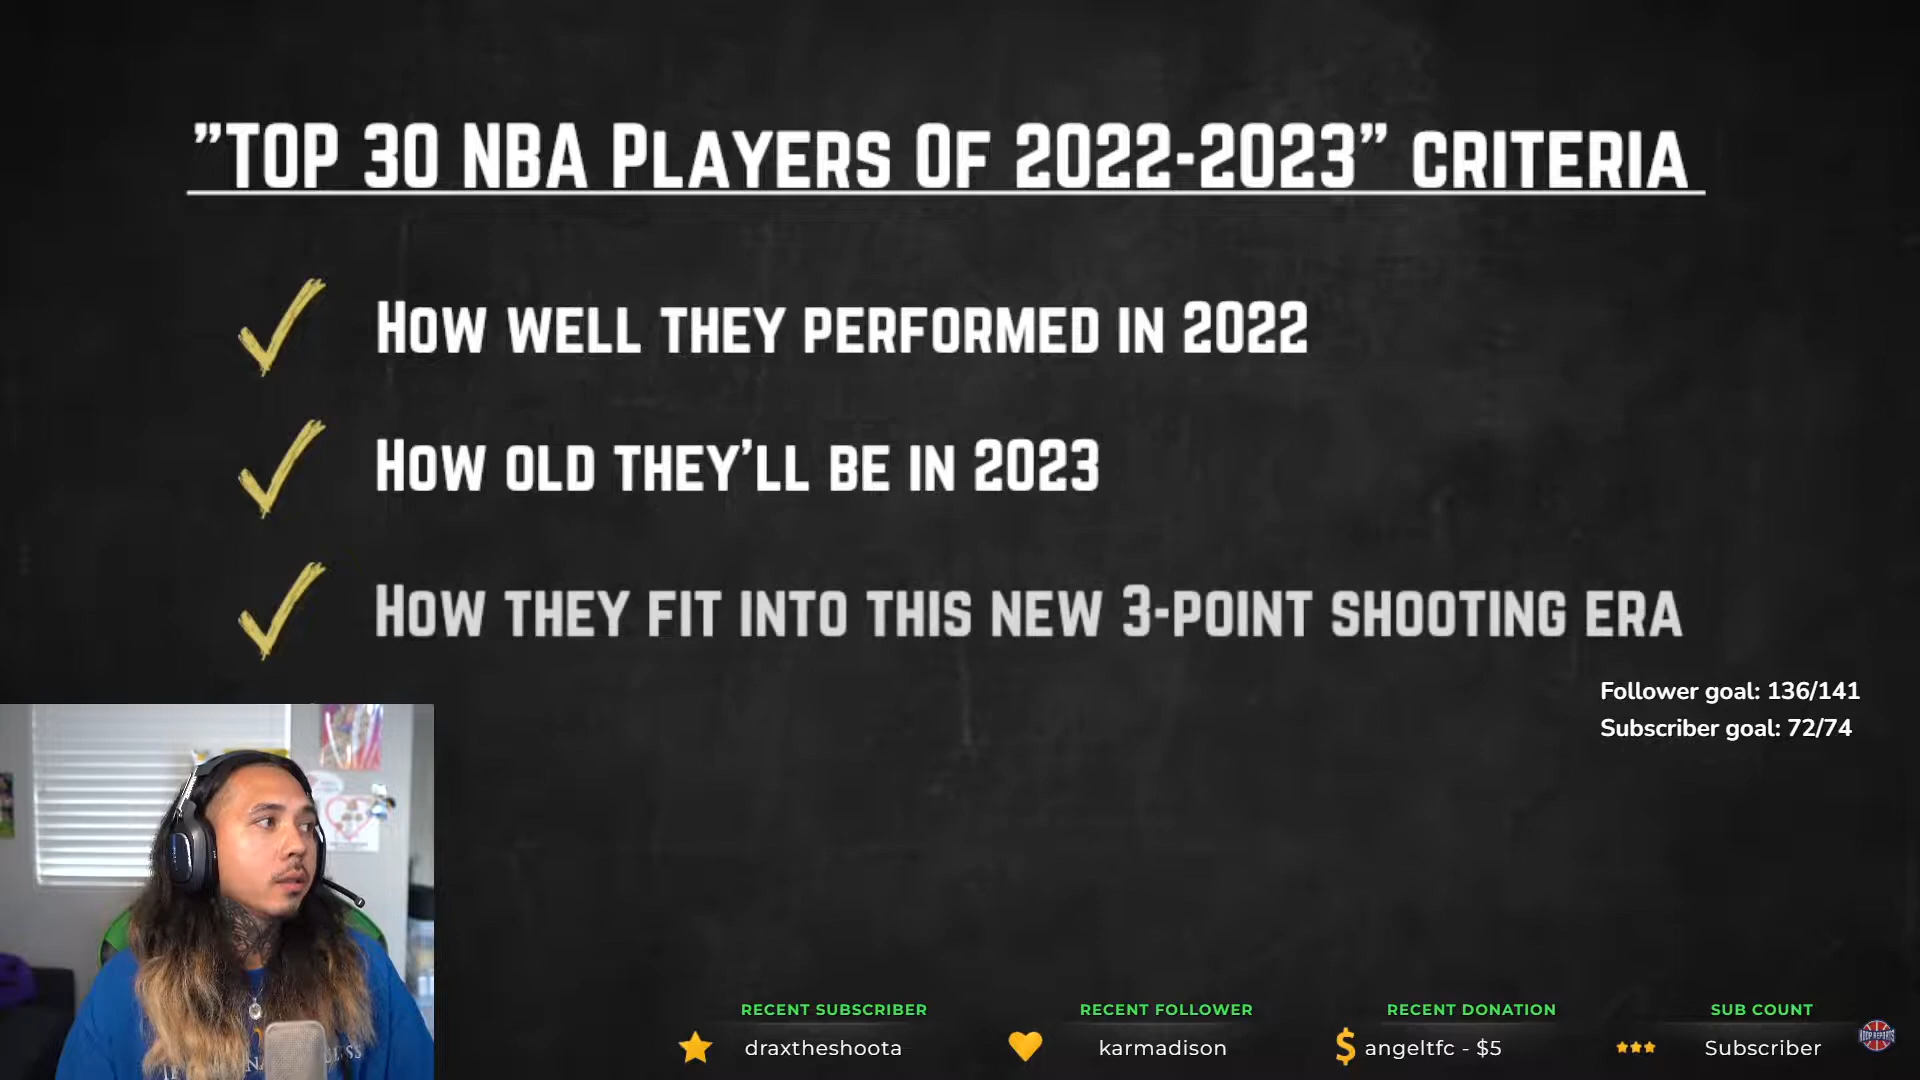 ”TOP 30 NBA PLAYERS OF 2022-2023” CRITERIA
HOW WELL THEY PERFORMED IN 2022
HOW OLD THEY’LL BE IN 2023
HOW THEY FIT INTO THIS NEW 3-POINT SHOOTING ERA
Follower goal: 136/141
Subscriber goal: 72/74
RECENT SUBSCRIBER
draxtheshoota
RECENT FOLLOWER
karmadison
RECENT DONATION
$ angeltfc - $5
SUB COUNT
Subscriber
HOOP REPORTS